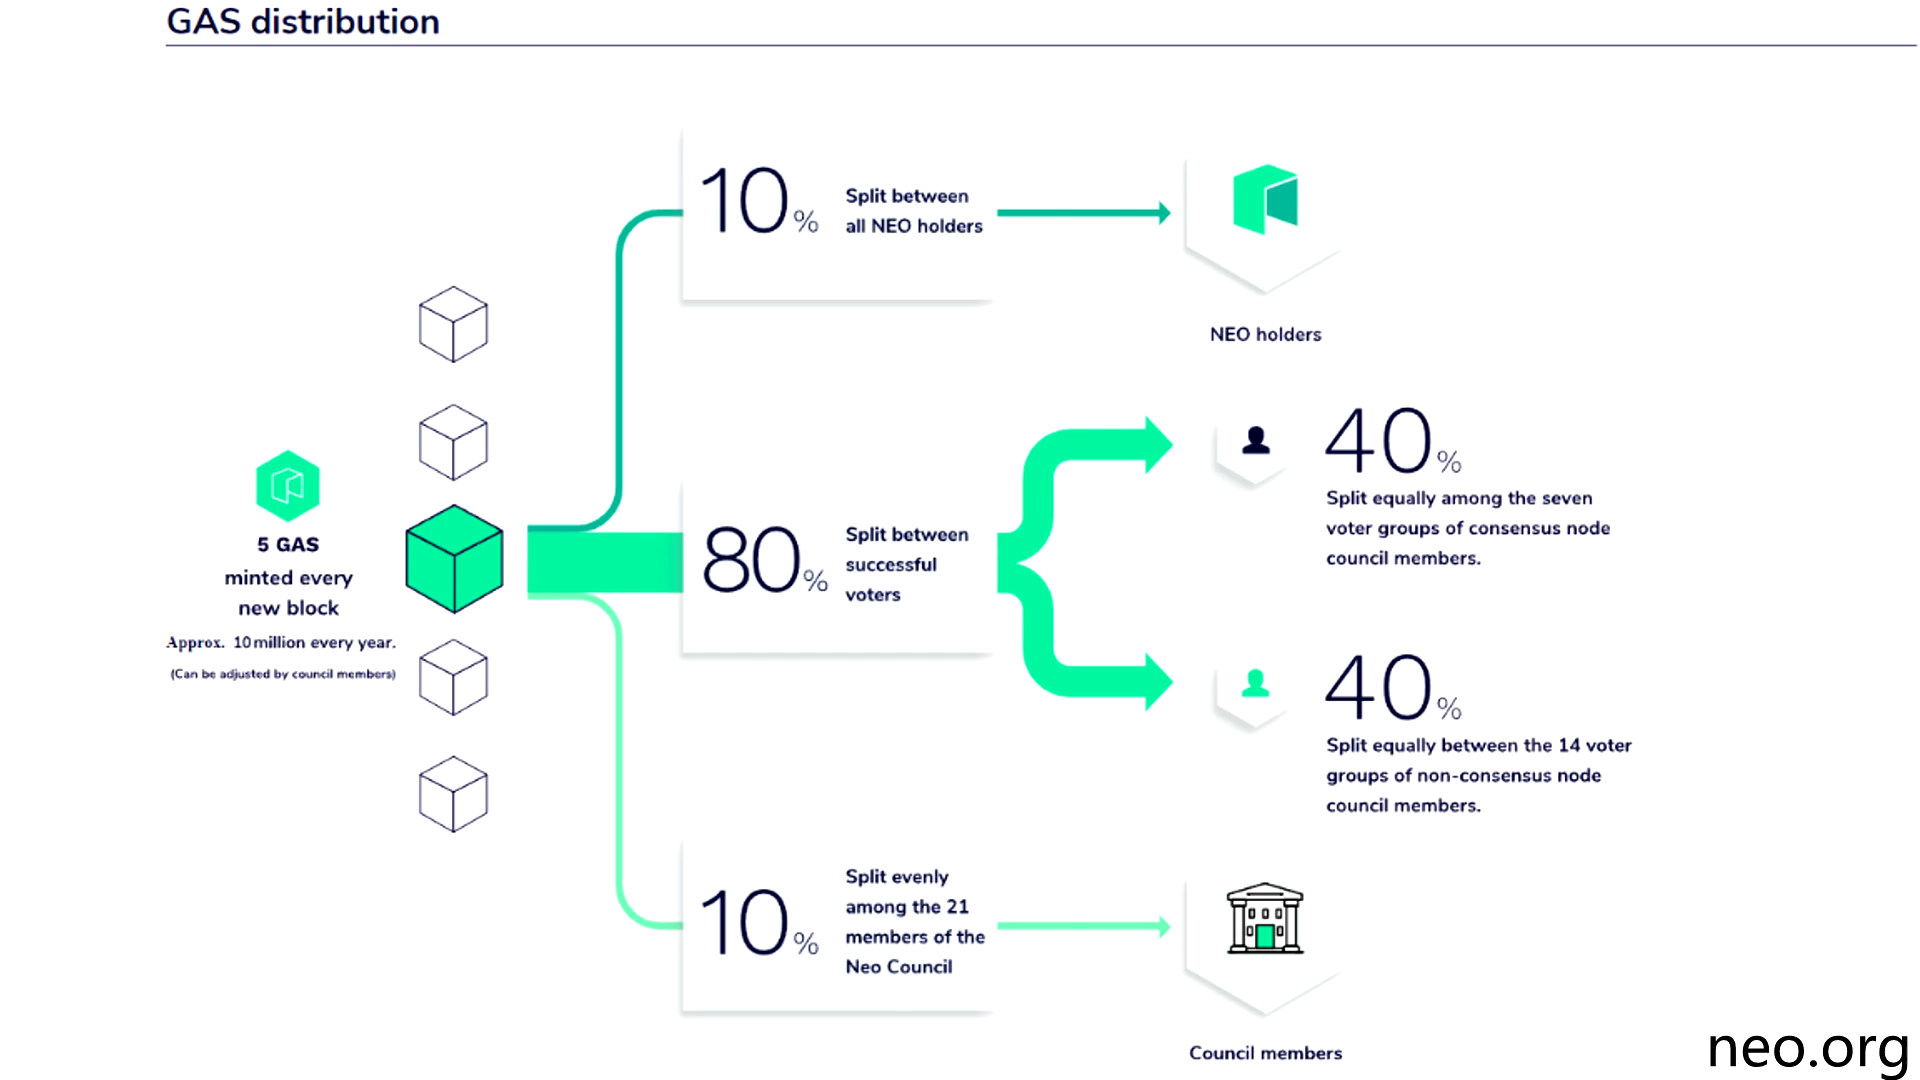 GAS distribution
10%
Split between
all NEO holders
NEO holders
5 GAS
minted every
new block
Approx. 10 million every year.
(Can be adjusted by council members)
80%
Split between
successful
voters
40%
Split equally among the seven
voter groups of consensus node
council members.
40%
Split equally between the 14 voter
groups of non-consensus node
council members.
10%
Split evenly
among the 21
members of the
Neo Council
Council members
neo.org